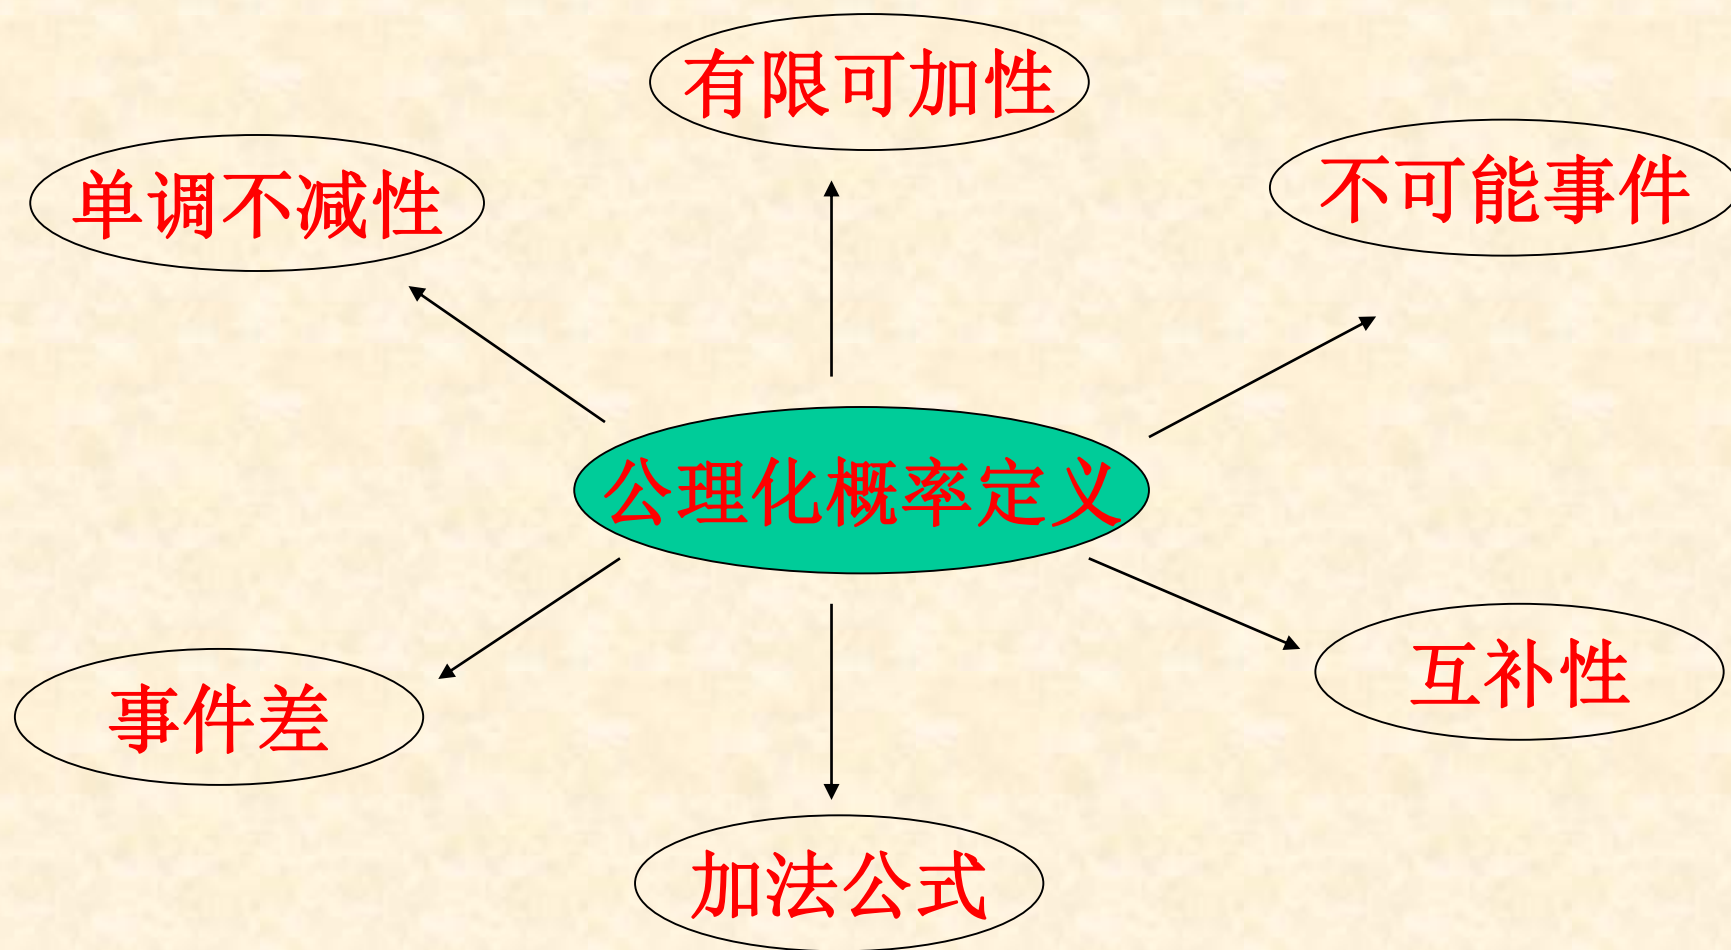 有限可加性
不可能事件
单调不减性
公理化概率定义
互补性
事件差
加法公式